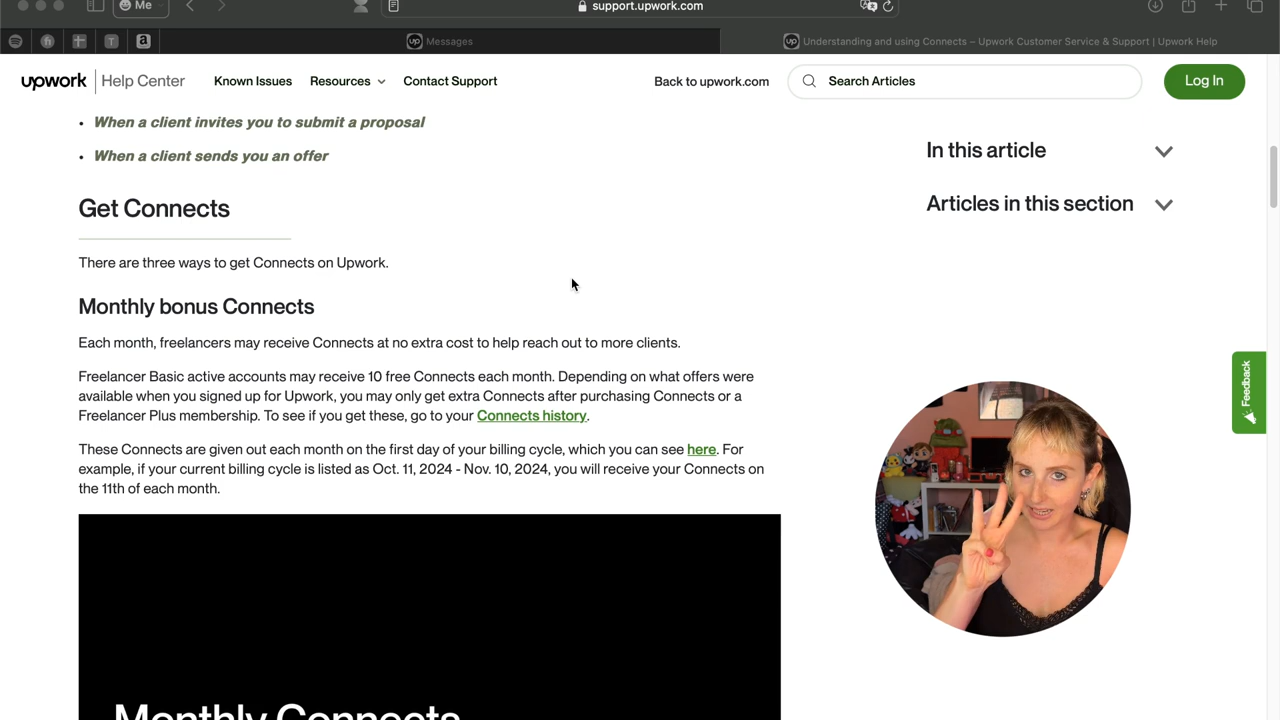 Me
support.upwork.com
up Messages
up Understanding and using Connects – Upwork Customer Service & Support | Upwork Help
upwork Help Center Known Issues Resources Contact Support Back to upwork.com Search Articles Log In
• When a client invites you to submit a proposal
• When a client sends you an offer
In this article
Articles in this section
Get Connects
There are three ways to get Connects on Upwork.
Monthly bonus Connects
Each month, freelancers may receive Connects at no extra cost to help reach out to more clients.
Freelancer Basic active accounts may receive 10 free Connects each month. Depending on what offers were
available when you signed up for Upwork, you may only get extra Connects after purchasing Connects or a
Freelancer Plus membership. To see if you get these, go to your Connects history.
These Connects are given out each month on the first day of your billing cycle, which you can see here. For
example, if your current billing cycle is listed as Oct. 11, 2024 - Nov. 10, 2024, you will receive your Connects on
the 11th of each month.
Feedback
Monthly Connects